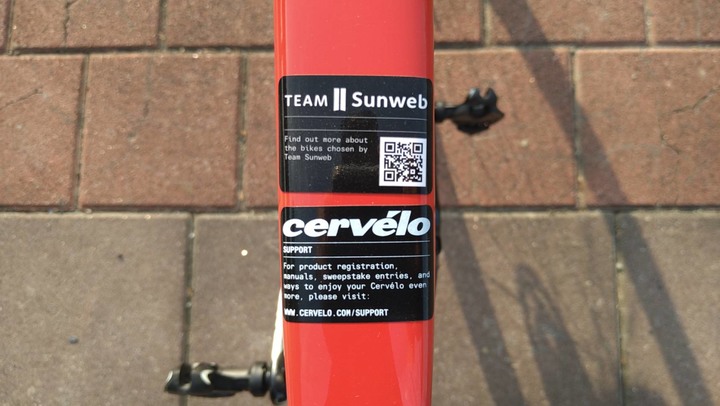 TEAM Sunweb
Find out more about
the bikes chosen by
Team Sunweb
cervélo
SUPPORT
For product registration,
manuals, sweepstake entries, and
ways to enjoy your Cervélo even
more, please visit:
WWW.CERVELO.COM/SUPPORT